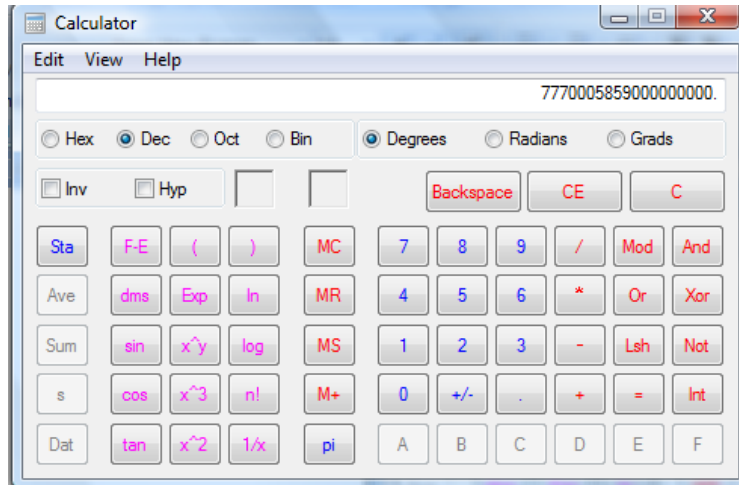 Calculator
Edit View Help
7770005859000000000.
Hex Dec Oct Bin Degrees Radians Grads
Inv Hyp Backspace CE C
Sta F-E ( ) MC 7 8 9 / Mod And
Ave dms Exp ln MR 4 5 6 * Or Xor
Sum sin x^y log MS 1 2 3 - Lsh Not
s cos x^3 n! M+ 0 +/- . + = Int
Dat tan x^2 1/x pi A B C D E F